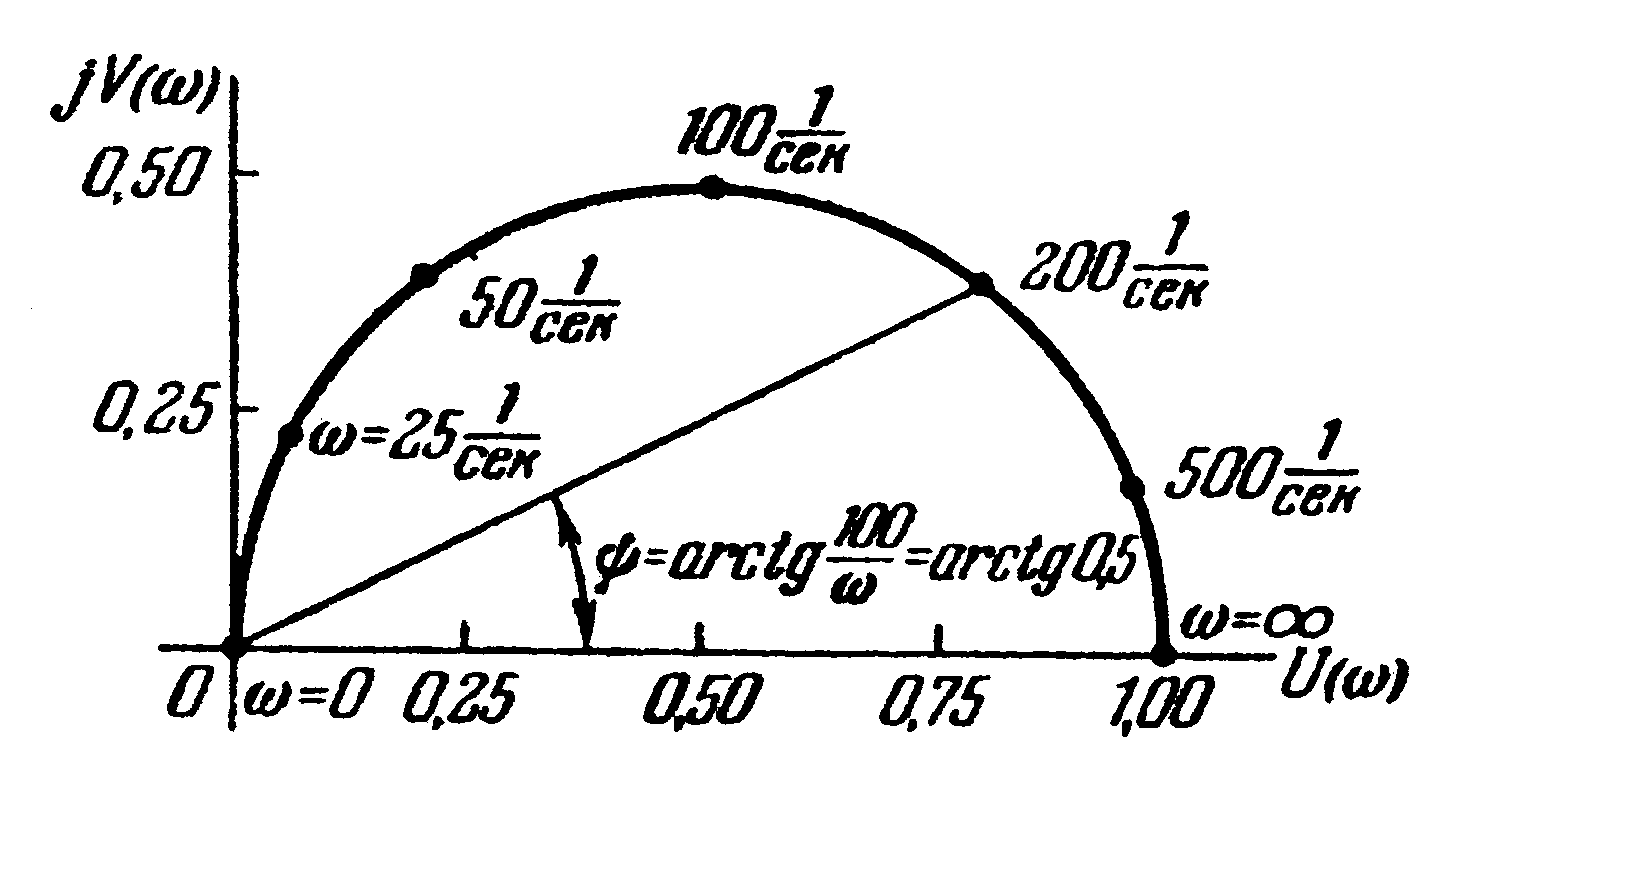 jV(ω)
0,50
0,25
100 1/сек
50 1/сек
200 1/сек
ω=25 1/сек
500 1/сек
ψ=arctg 100/ω =arctg 0,5
ω=∞
U(ω)
0 ω=0 0,25 0,50 0,75 1,00